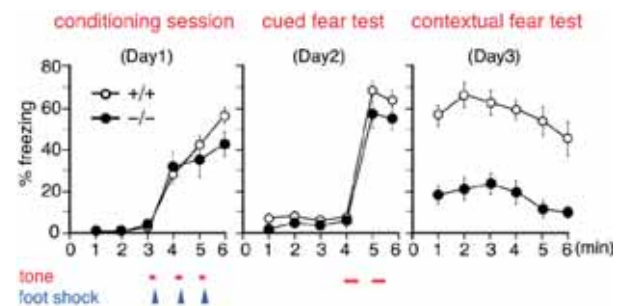 conditioning session cued fear test contextual fear test
(Day1) (Day2) (Day3)
% freezing
80
60
40
20
0
+/+
−/−
0 1 2 3 4 5 6 0 1 2 3 4 5 6 0 1 2 3 4 5 6 (min)
tone
foot shock